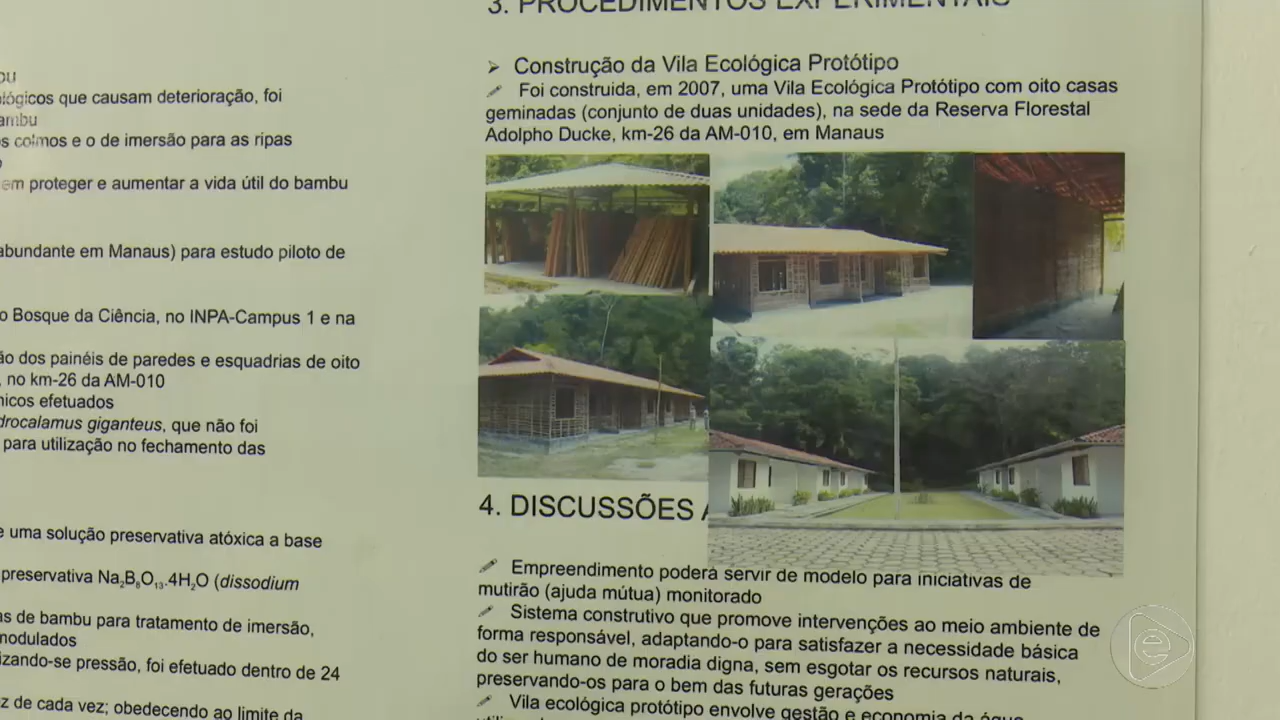 ou
lógicos que causam deterioração, foi
ambu
s colmos e o de imersão para as ripas
o
em proteger e aumentar a vida útil do bambu
abundante em Manaus) para estudo piloto de
o Bosque da Ciência, no INPA-Campus 1 e na
ão dos painéis de paredes e esquadrias de oito
, no km-26 da AM-010
nicos efetuados
drocalamus giganteus, que não foi
para utilização no fechamento das
e uma solução preservativa atóxica a base
preservativa Na₂B₈O₁₃.4H₂O (dissodium
as de bambu para tratamento de imersão,
modulados
izando-se pressão, foi efetuado dentro de 24
z de cada vez; obedecendo ao limite da
3. PROCEDIMENTOS EXPERIMENTAIS
➢ Construção da Vila Ecológica Protótipo
Foi construida, em 2007, uma Vila Ecológica Protótipo com oito casas
geminadas (conjunto de duas unidades), na sede da Reserva Florestal
Adolpho Ducke, km-26 da AM-010, em Manaus
4. DISCUSSÕES
Empreendimento poderá servir de modelo para iniciativas de
mutirão (ajuda mútua) monitorado
Sistema construtivo que promove intervenções ao meio ambiente de
forma responsável, adaptando-o para satisfazer a necessidade básica
do ser humano de moradia digna, sem esgotar os recursos naturais,
preservando-os para o bem das futuras gerações
Vila ecológica protótipo envolve gestão e economia da água
e